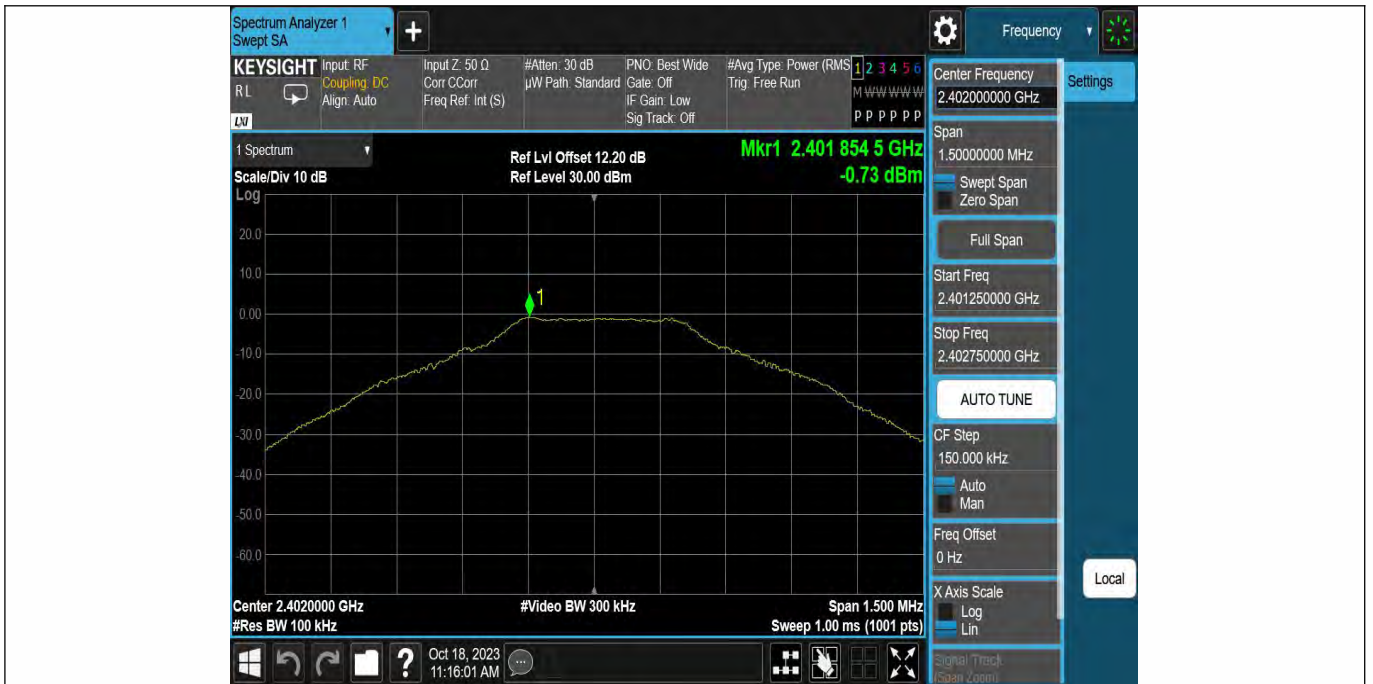 Spectrum Analyzer 1
Swept SA
+
Frequency
KEYSIGHT
R L
LXI
Input: RF
Coupling: DC
Align: Auto
Input Z: 50 Ω
Corr CCorr
Freq Ref: Int (S)
#Atten: 30 dB
µW Path: Standard
PNO: Best Wide
Gate: Off
IF Gain: Low
Sig Track: Off
#Avg Type: Power (RMS
Trig: Free Run
1 2 3 4 5 6
M W W W W W
P P P P P P
1 Spectrum
Scale/Div 10 dB
Log
Ref Lvl Offset 12.20 dB
Ref Level 30.00 dBm
Mkr1 2.401 854 5 GHz
-0.73 dBm
1
20.0
10.0
0.00
-10.0
-20.0
-30.0
-40.0
-50.0
-60.0
Center 2.4020000 GHz
#Res BW 100 kHz
#Video BW 300 kHz
Span 1.500 MHz
Sweep 1.00 ms (1001 pts)
Center Frequency
2.402000000 GHz
Settings
Span
1.50000000 MHz
Swept Span
Zero Span
Full Span
Start Freq
2.401250000 GHz
Stop Freq
2.402750000 GHz
AUTO TUNE
CF Step
150.000 kHz
Auto
Man
Freq Offset
0 Hz
X Axis Scale
Log
Lin
Signal Track
(Span Zoom)
Local
?
Oct 18, 2023
11:16:01 AM